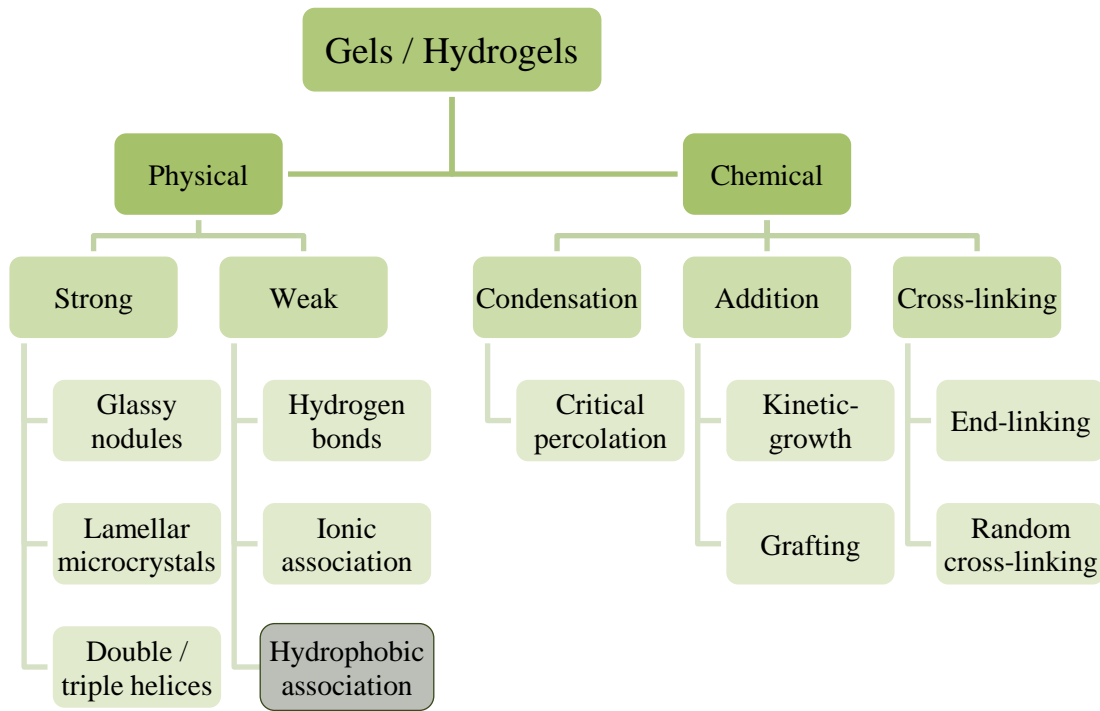 Gels / Hydrogels
Physical
Chemical
Strong
Weak
Condensation
Addition
Cross-linking
Glassy
nodules
Hydrogen
bonds
Critical
percolation
Kinetic-
growth
End-linking
Lamellar
microcrystals
Ionic
association
Grafting
Random
cross-linking
Double /
triple helices
Hydrophobic
association